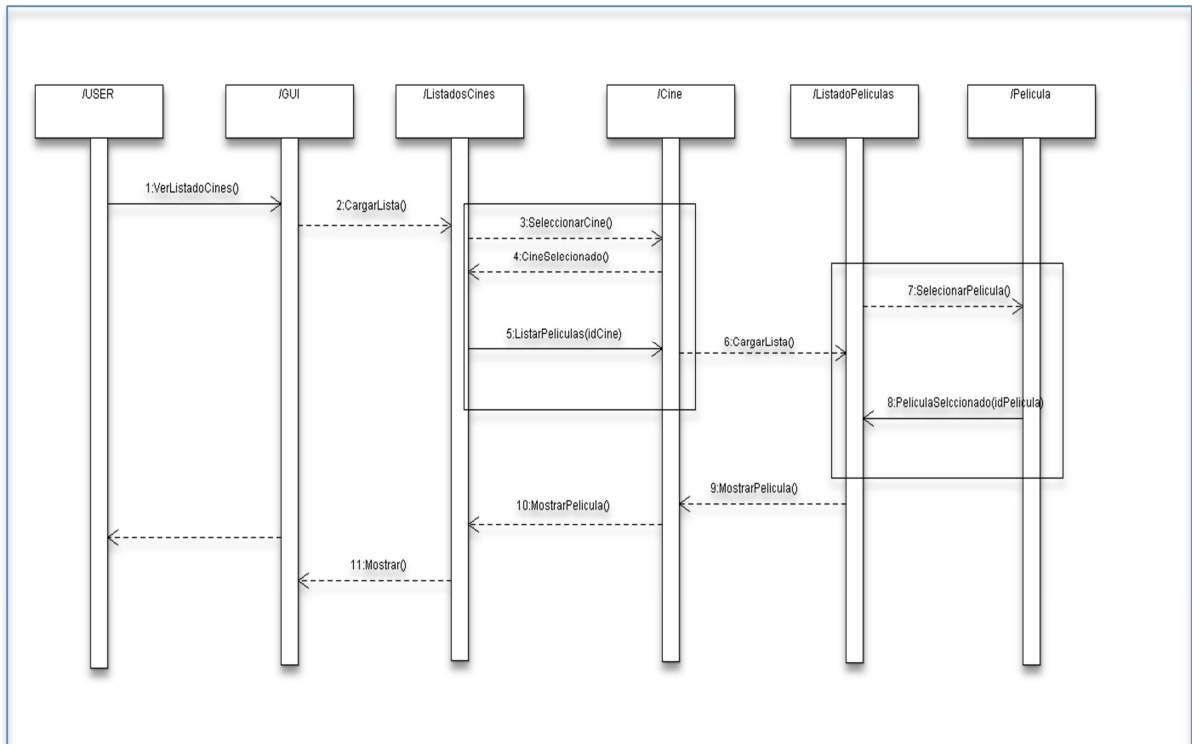 /USER
/GUI
/ListadosCines
/Cine
/ListadoPeliculas
/Pelicula
1:VerListadoCines()
2:CargarLista()
3:SeleccionarCine()
4:CineSelecionado()
5:ListarPeliculas(idCine)
6:CargarLista()
7:SelecionarPelicula()
8:PeliculaSelccionado(idPelicula)
9:MostrarPelicula()
10:MostrarPelicula()
11:Mostrar()